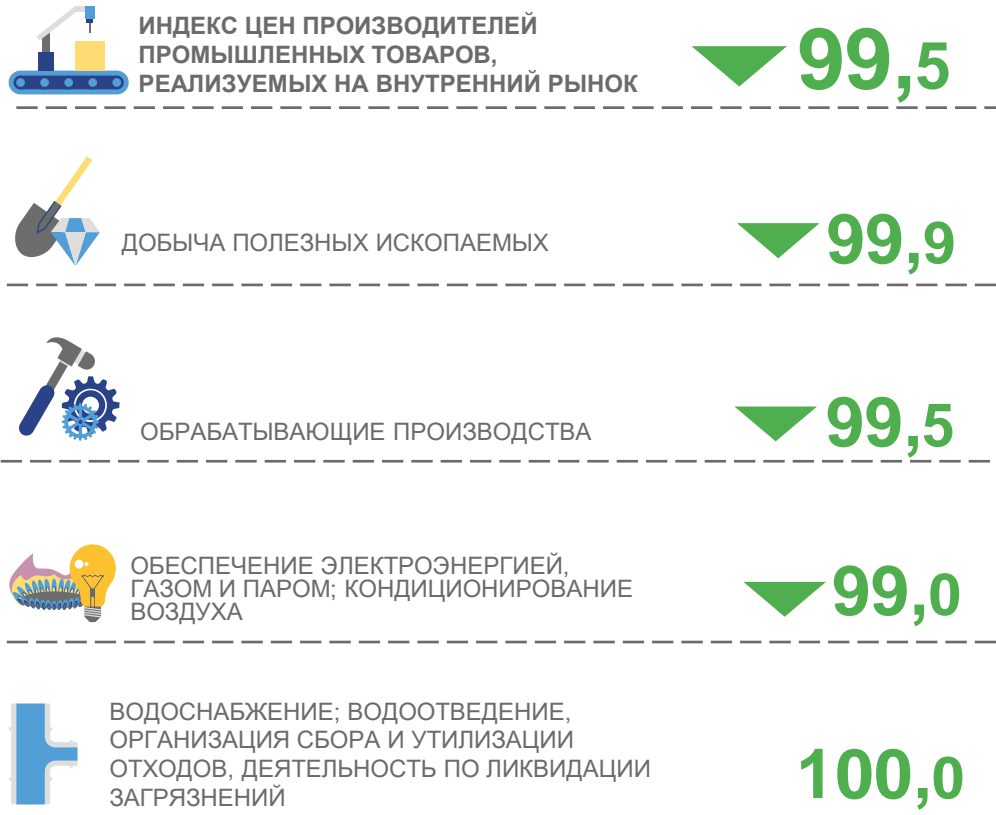 ИНДЕКС ЦЕН ПРОИЗВОДИТЕЛЕЙ
ПРОМЫШЛЕННЫХ ТОВАРОВ,
РЕАЛИЗУЕМЫХ НА ВНУТРЕННИЙ РЫНОК
99,5
ДОБЫЧА ПОЛЕЗНЫХ ИСКОПАЕМЫХ
99,9
ОБРАБАТЫВАЮЩИЕ ПРОИЗВОДСТВА
99,5
ОБЕСПЕЧЕНИЕ ЭЛЕКТРОЭНЕРГИЕЙ,
ГАЗОМ И ПАРОМ; КОНДИЦИОНИРОВАНИЕ
ВОЗДУХА
99,0
ВОДОСНАБЖЕНИЕ; ВОДООТВЕДЕНИЕ,
ОРГАНИЗАЦИЯ СБОРА И УТИЛИЗАЦИИ
ОТХОДОВ, ДЕЯТЕЛЬНОСТЬ ПО ЛИКВИДАЦИИ
ЗАГРЯЗНЕНИЙ
100,0